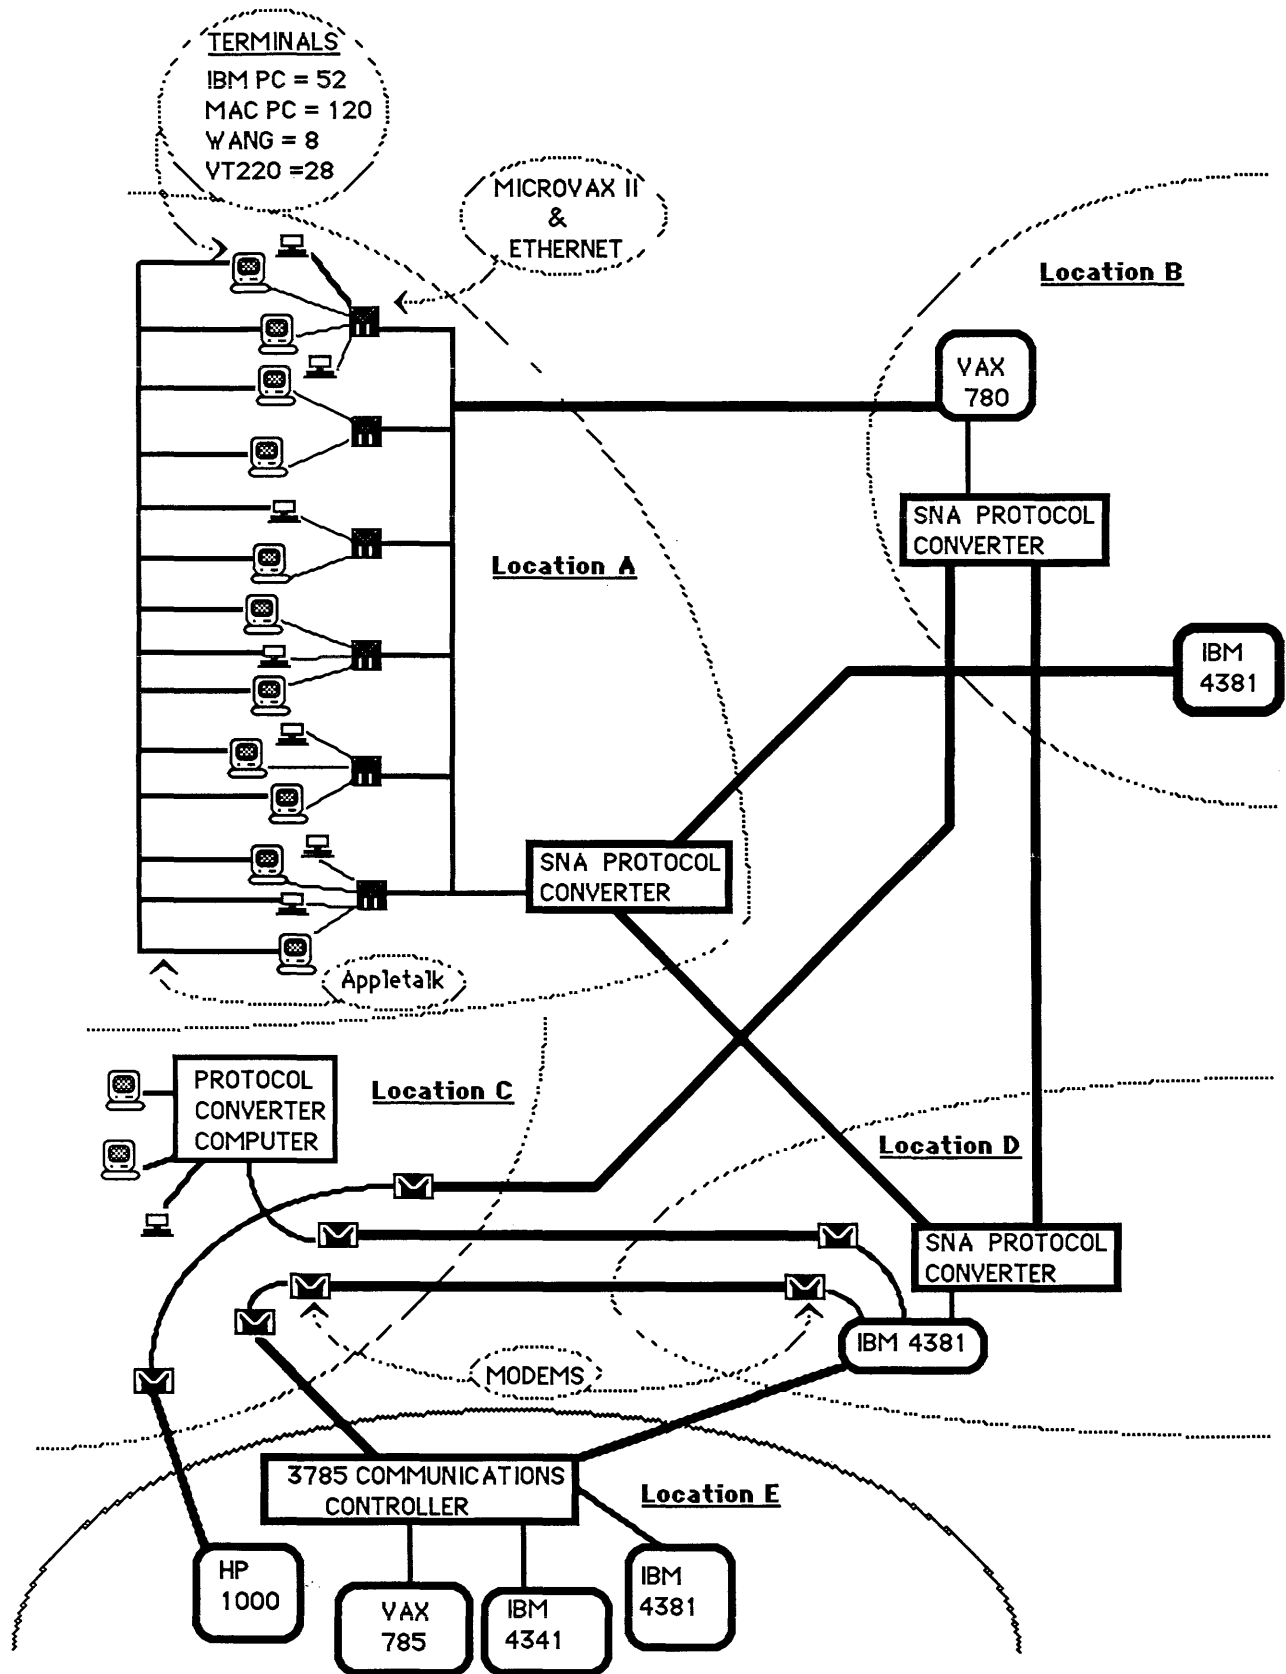 TERMINALS
IBM PC = 52
MAC PC = 120
WANG = 8
VT220 =28
MICROVAX II
&
ETHERNET
Location B
VAX
780
SNA PROTOCOL
CONVERTER
Location A
IBM
4381
SNA PROTOCOL
CONVERTER
Appletalk
PROTOCOL
CONVERTER
COMPUTER
Location C
Location D
SNA PROTOCOL
CONVERTER
IBM 4381
MODEMS
3785 COMMUNICATIONS
CONTROLLER
Location E
HP
1000
VAX
785
IBM
4341
IBM
4381